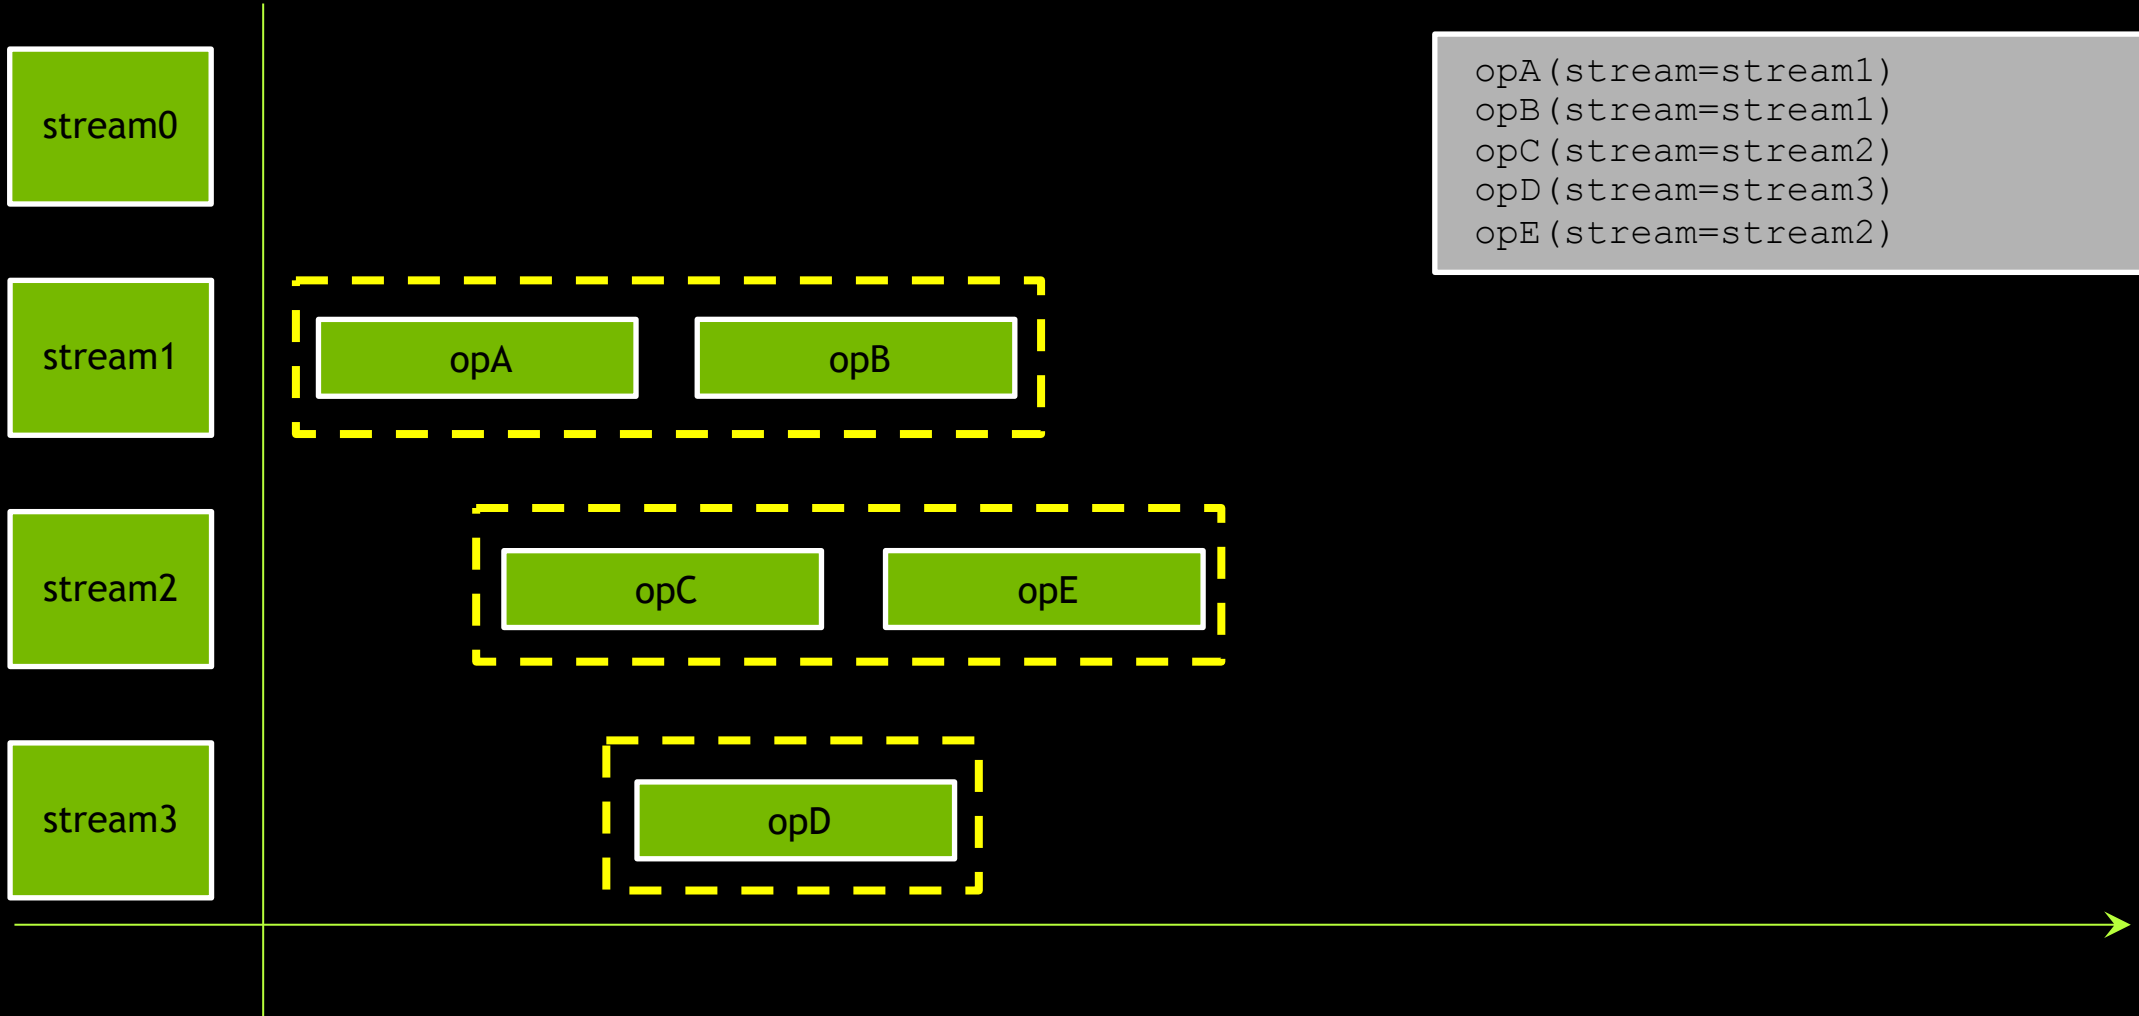 stream0
opA(stream=stream1)
opB(stream=stream1)
opC(stream=stream2)
opD(stream=stream3)
opE(stream=stream2)
stream1
opA
opB
stream2
opC
opE
stream3
opD